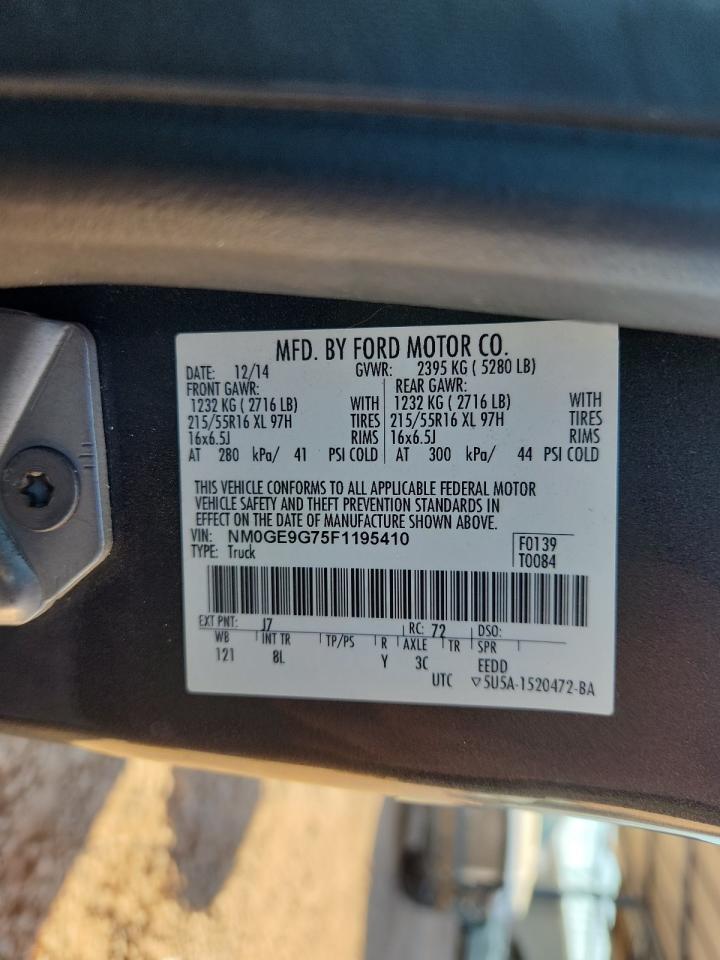 MFD. BY FORD MOTOR CO.
DATE: 12/14 GVWR: 2395 KG ( 5280 LB)
FRONT GAWR: REAR GAWR:
1232 KG ( 2716 LB) WITH 1232 KG ( 2716 LB) WITH
215/55R16 XL 97H TIRES 215/55R16 XL 97H TIRES
16x6.5J RIMS 16x6.5J RIMS
AT 280 kPa/ 41 PSI COLD AT 300 kPa/ 44 PSI COLD
THIS VEHICLE CONFORMS TO ALL APPLICABLE FEDERAL MOTOR
VEHICLE SAFETY AND THEFT PREVENTION STANDARDS IN
EFFECT ON THE DATE OF MANUFACTURE SHOWN ABOVE.
VIN: NM0GE9G75F1195410 F0139
TYPE: Truck T0084
EXT PNT: J7 RC: 72 DSO:
WB INT TR TP/PS R AXLE TR SPR
121 8L Y 3C EEDD
UTC ▽5U5A-1520472-BA